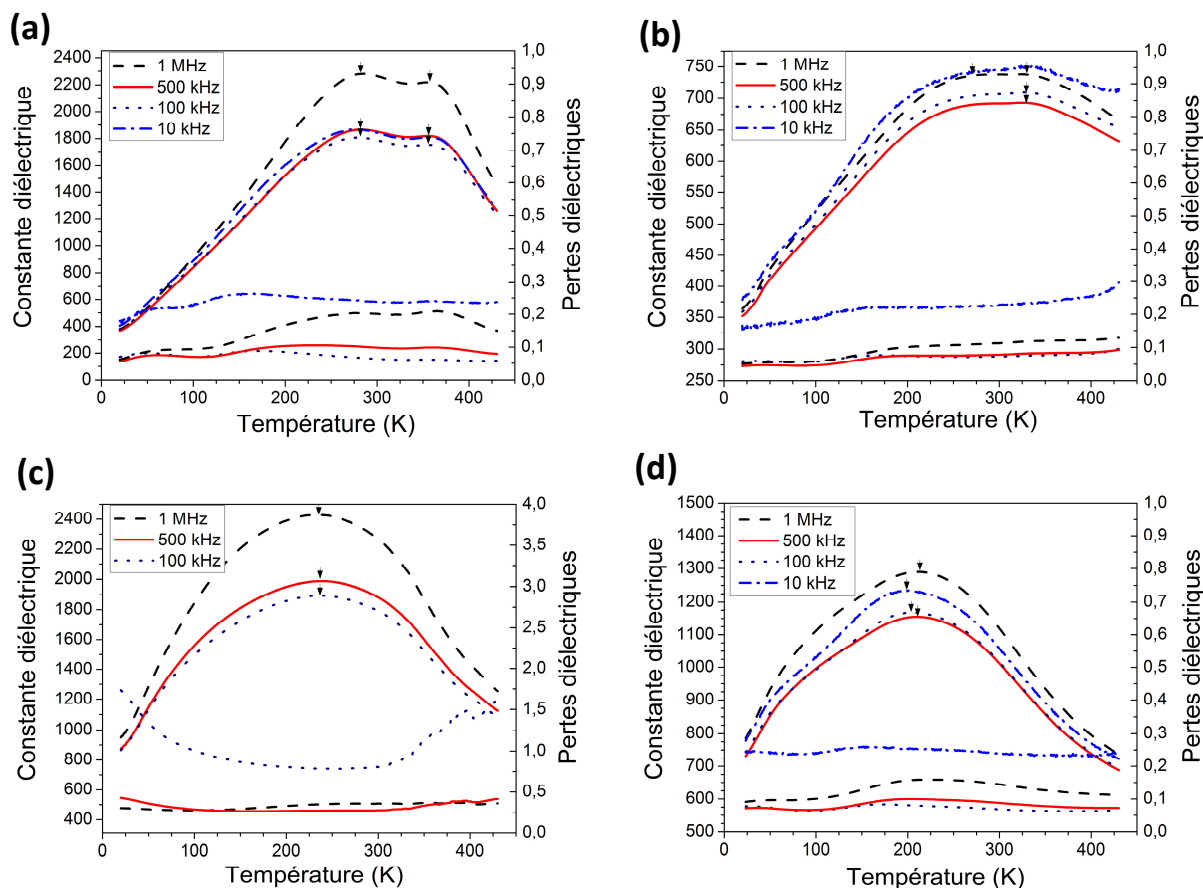 (a)
1 MHz
500 kHz
100 kHz
10 kHz
Constante diélectrique
2400
2200
2000
1800
1600
1400
1200
1000
800
600
400
200
0
1,0
0,9
0,8
0,7
0,6
0,5
0,4
0,3
0,2
0,1
0,0
Pertes diélectriques
0 100 200 300 400
Température (K)
(b)
1 MHz
500 kHz
100 kHz
10 kHz
Constante diélectrique
750
700
650
600
550
500
450
400
350
300
250
1,0
0,9
0,8
0,7
0,6
0,5
0,4
0,3
0,2
0,1
0,0
Pertes diélectriques
0 100 200 300 400
Température (K)
(c)
1 MHz
500 kHz
100 kHz
Constante diélectrique
2400
2200
2000
1800
1600
1400
1200
1000
800
600
400
4,0
3,5
3,0
2,5
2,0
1,5
1,0
0,5
0,0
Pertes diélectriques
0 100 200 300 400
Température (K)
(d)
1 MHz
500 kHz
100 kHz
10 kHz
Constante diélectrique
1500
1400
1300
1200
1100
1000
900
800
700
600
500
1,0
0,9
0,8
0,7
0,6
0,5
0,4
0,3
0,2
0,1
0,0
Pertes diélectriques
0 100 200 300 400
Température (K)